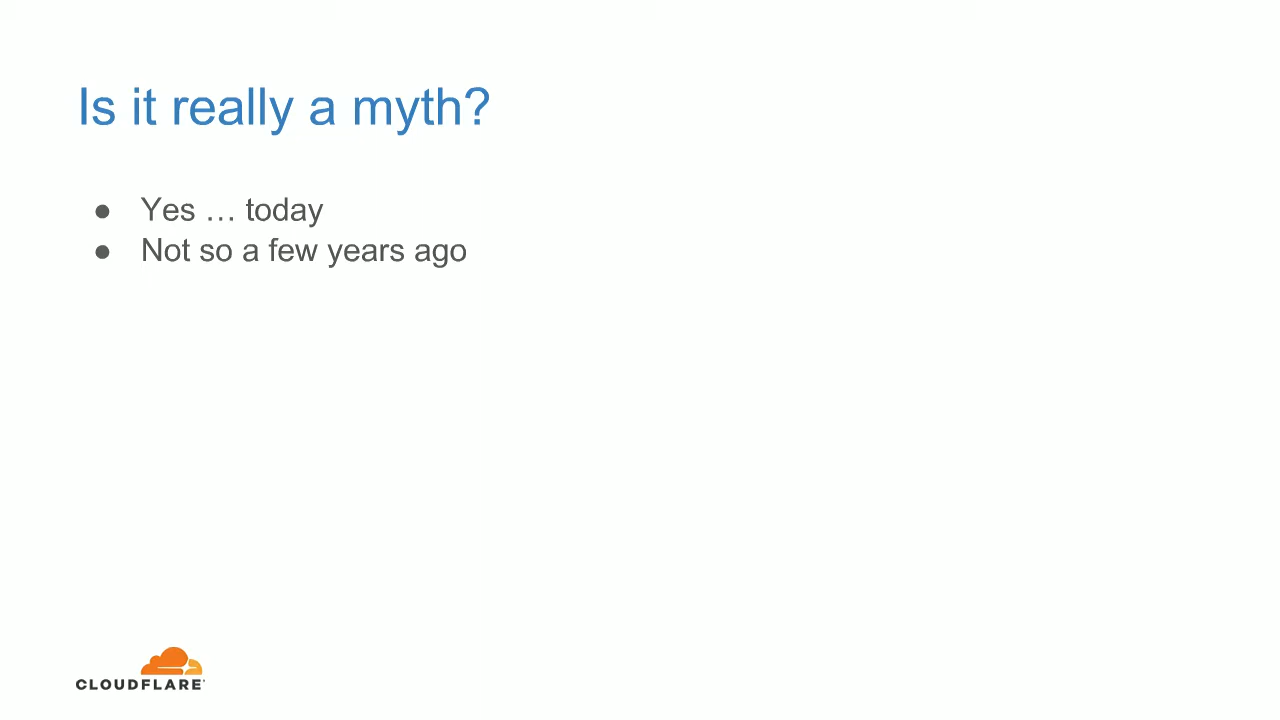 Is it really a myth?
● Yes … today
● Not so a few years ago
CLOUDFLARE